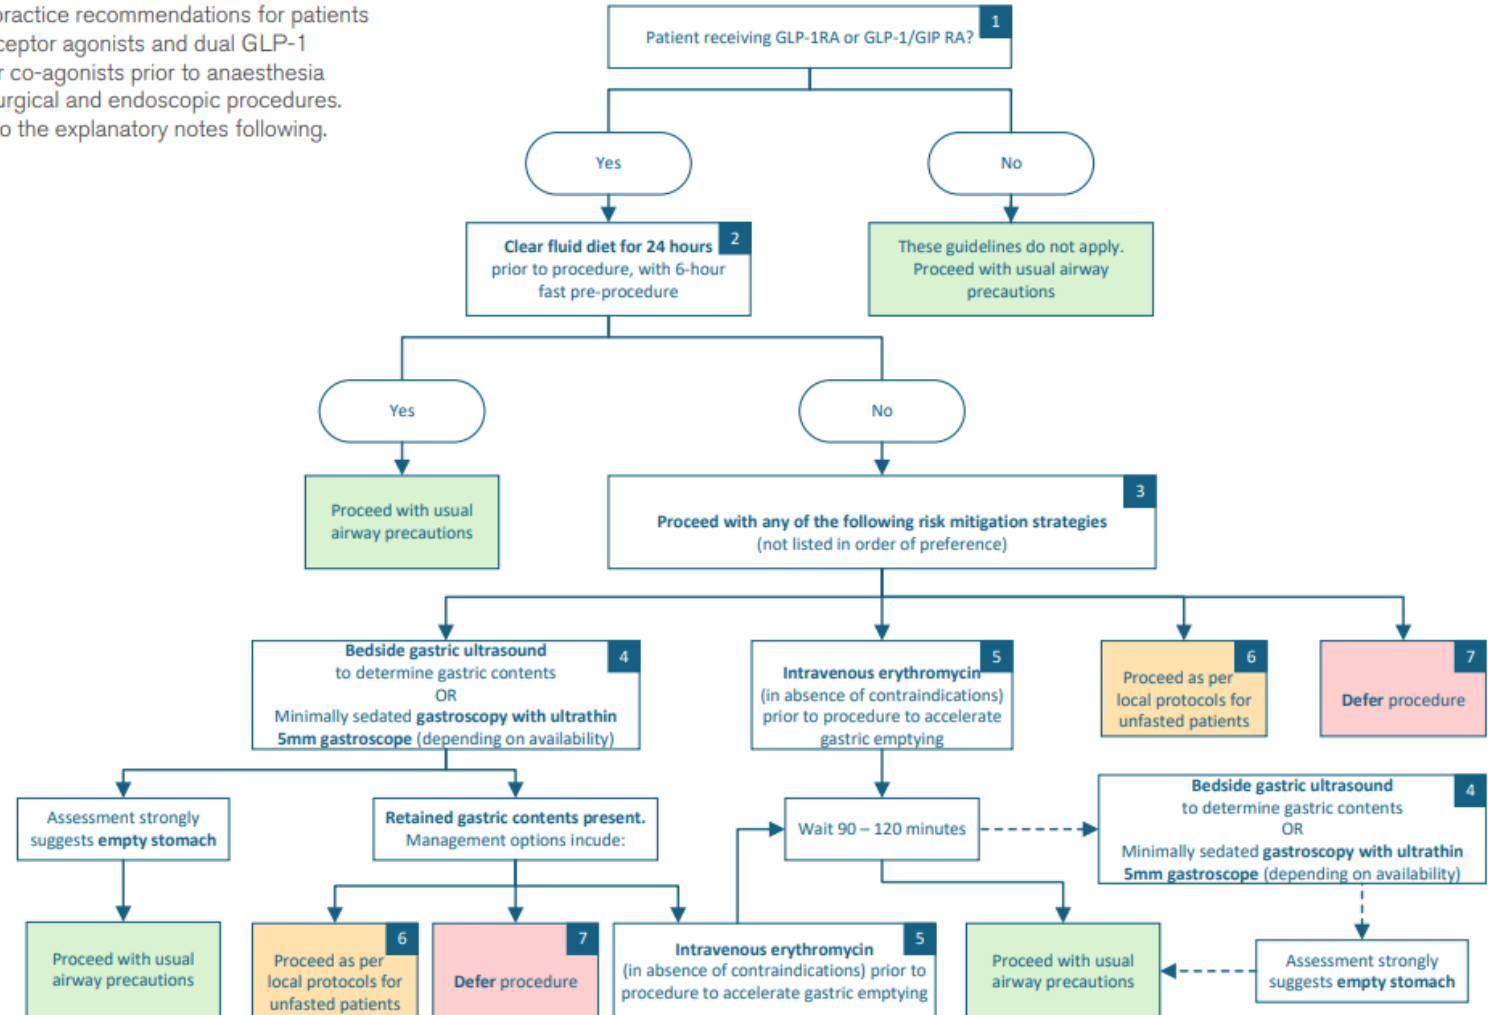 practice recommendations for patients
ceptor agonists and dual GLP-1
r co-agonists prior to anaesthesia
urgical and endoscopic procedures.
o the explanatory notes following.
1
Patient receiving GLP-1RA or GLP-1/GIP RA?
Yes
No
2
Clear fluid diet for 24 hours
prior to procedure, with 6-hour
fast pre-procedure
These guidelines do not apply.
Proceed with usual airway
precautions
Yes
No
Proceed with usual
airway precautions
3
Proceed with any of the following risk mitigation strategies
(not listed in order of preference)
4
Bedside gastric ultrasound
to determine gastric contents
OR
Minimally sedated gastroscopy with ultrathin
5mm gastroscope (depending on availability)
5
Intravenous erythromycin
(in absence of contraindications)
prior to procedure to accelerate
gastric emptying
6
Proceed as per
local protocols for
unfasted patients
7
Defer procedure
Assessment strongly
suggests empty stomach
Retained gastric contents present.
Management options include:
Wait 90 – 120 minutes
4
Bedside gastric ultrasound
to determine gastric contents
OR
Minimally sedated gastroscopy with ultrathin
5mm gastroscope (depending on availability)
Proceed with usual
airway precautions
6
Proceed as per
local protocols for
unfasted patients
7
Defer procedure
5
Intravenous erythromycin
(in absence of contraindications) prior to
procedure to accelerate gastric emptying
Proceed with usual
airway precautions
Assessment strongly
suggests empty stomach